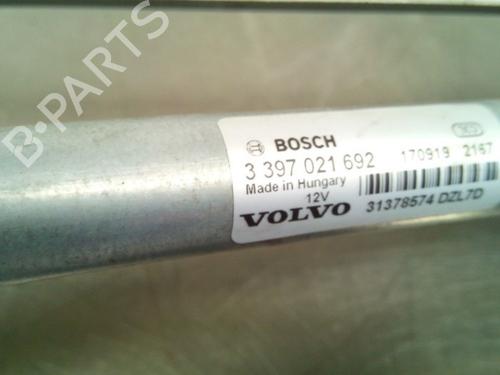 B-PARTS
BOSCH
3 397 021 692 170919 2167
Made in Hungary
12V
VOLVO 31378574 DZL7D